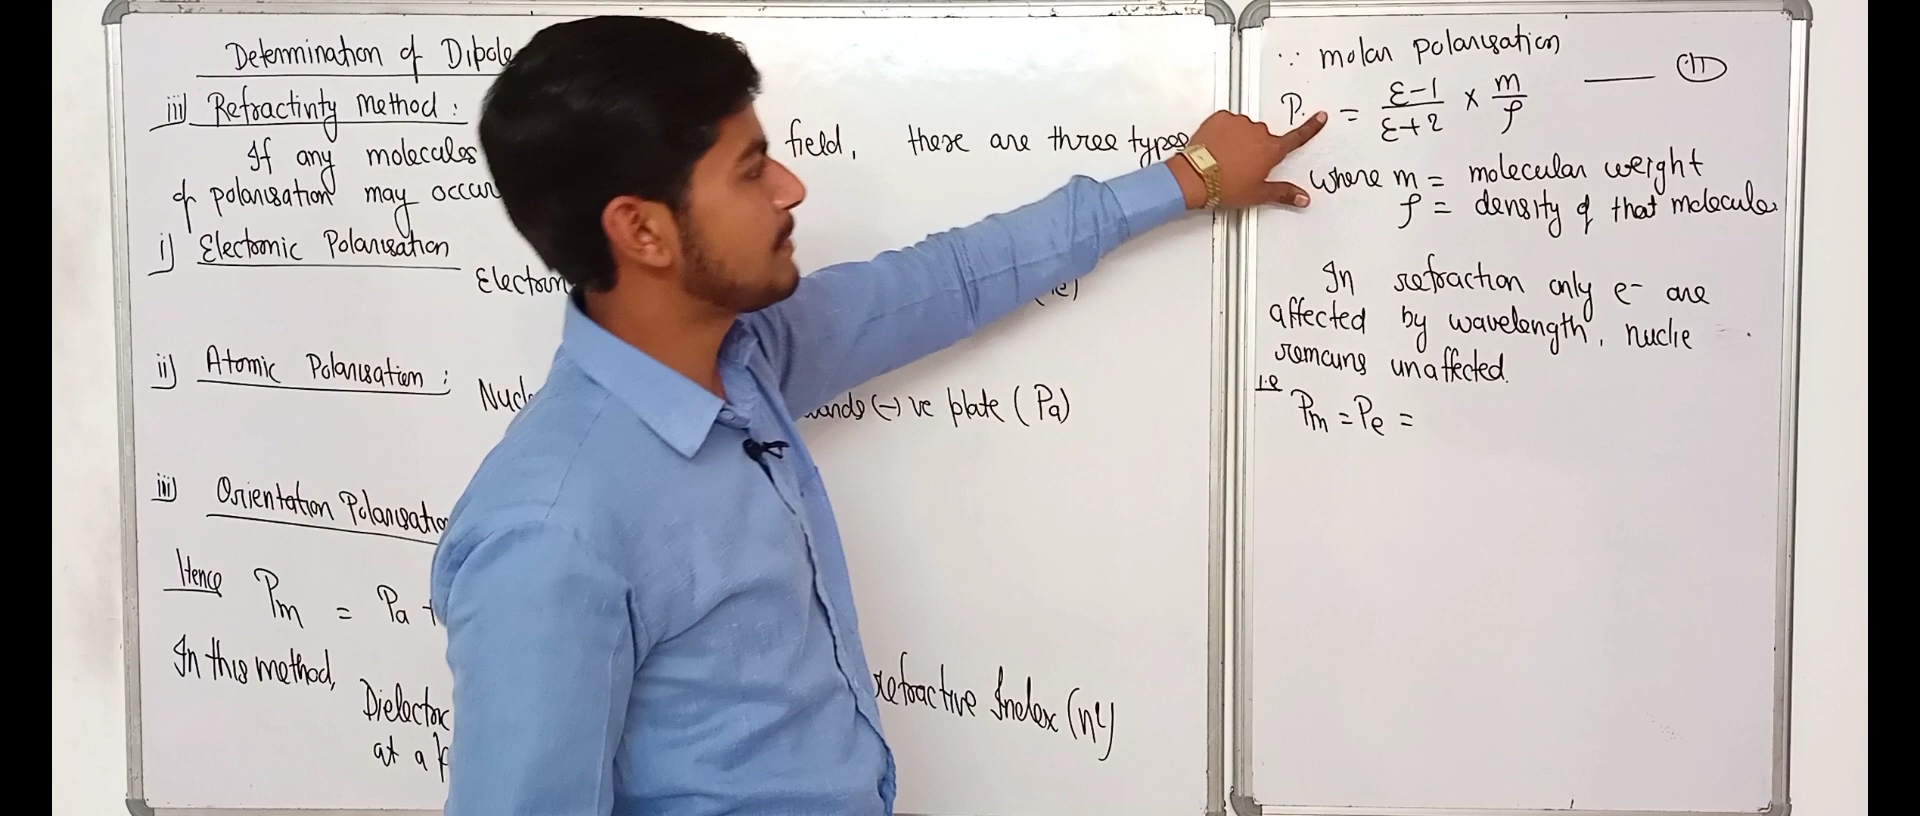 Determination of Dipole
iii) Refractivity Method :
If any molecules field, these are three types
of polarisation may occur
i) Electronic Polarisation
Electron
ii) Atomic Polarisation :
Nucl wards (-) ve plate (Pa)
iii) Orientation Polarisation
Hence Pm = Pa +
In this method,
Dielectric refractive Index (n²)
at a
∵ molar polarisation
P = ε-1/ε+2 × m/ρ —— (II)
where m = molecular weight
ρ = density of that molecule.
In refraction only e- are
affected by wavelength, nuclie
remains unaffected.
i.e
Pm = Pe =